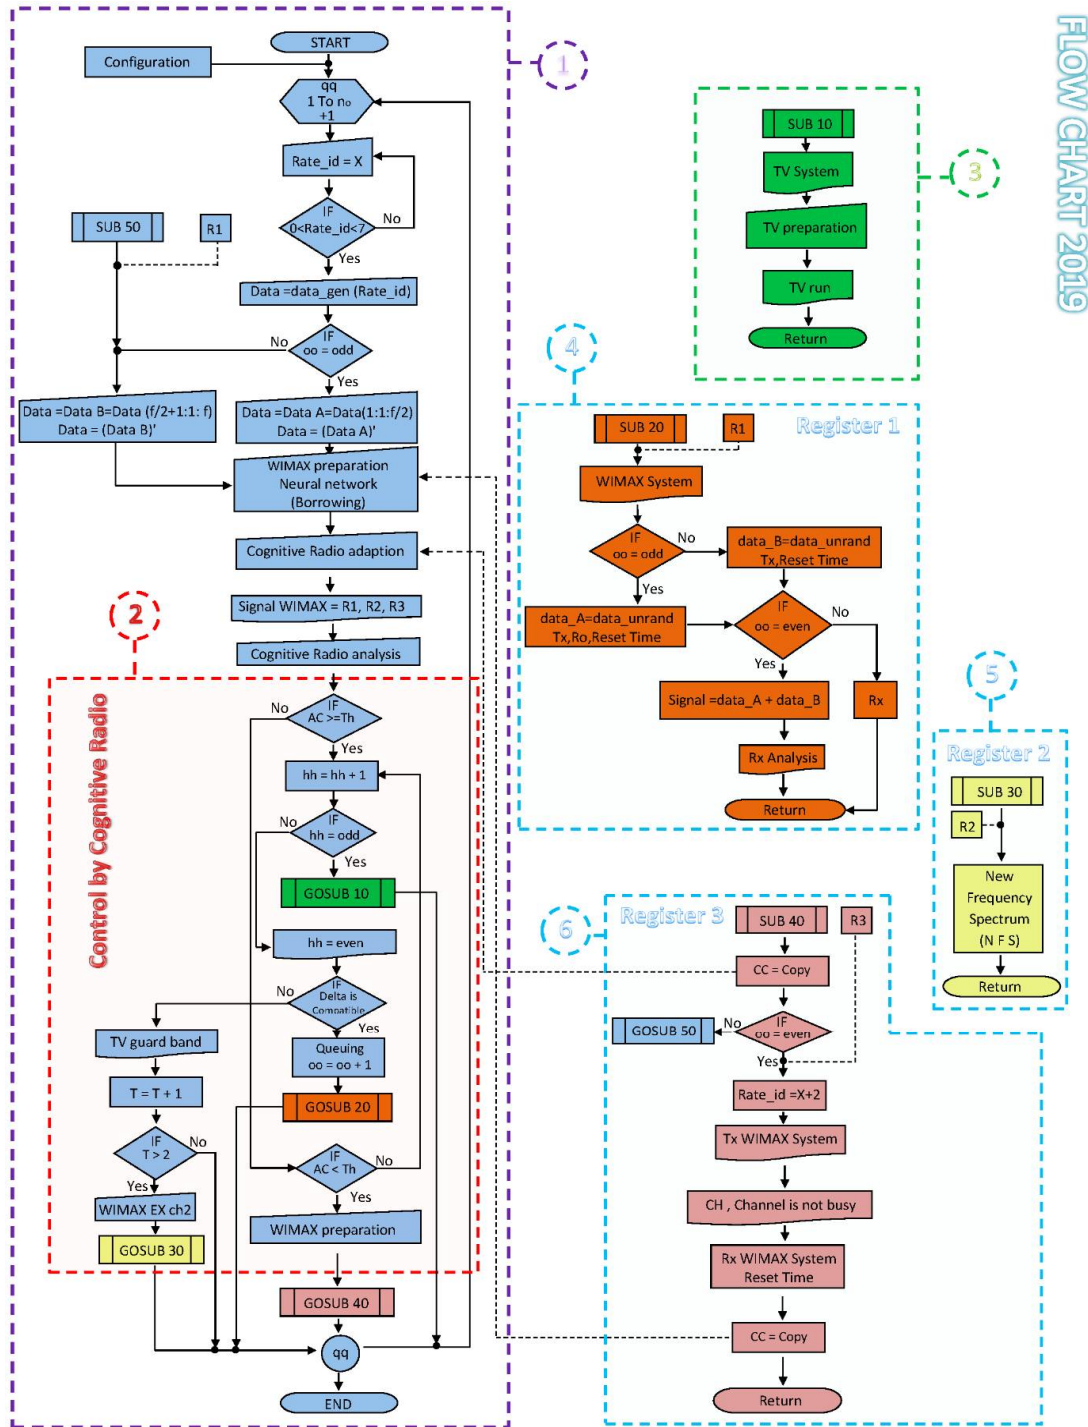 FLOW CHART 2019
1
START
Configuration
qq
1 To no
+1
Rate_id = X
IF
0<Rate_id<7
No
Yes
SUB 50
R1
Data =data_gen (Rate_id)
IF
oo = odd
No
Yes
Data =Data B=Data (f/2+1:1: f)
Data = (Data B)'
Data =Data A=Data(1:1:f/2)
Data = (Data A)'
WIMAX preparation
Neural network
(Borrowing)
Cognitive Radio adaption
Signal WIMAX = R1, R2, R3
Cognitive Radio analysis
2
Control by Cognitive Radio
IF
AC >=Th
No
Yes
hh = hh + 1
IF
hh = odd
No
Yes
GOSUB 10
hh = even
IF
Delta is
Compatible
No
Yes
TV guard band
Queuing
oo = oo + 1
T = T + 1
GOSUB 20
IF
T > 2
No
Yes
IF
AC < Th
No
Yes
WIMAX EX ch2
WIMAX preparation
GOSUB 30
GOSUB 40
qq
END
3
SUB 10
TV System
TV preparation
TV run
Return
4
Register 1
SUB 20
R1
WIMAX System
IF
oo = odd
No
Yes
data_B=data_unrand
Tx,Reset Time
data_A=data_unrand
Tx,Ro,Reset Time
IF
oo = even
No
Yes
Signal =data_A + data_B
Rx
Rx Analysis
Return
5
Register 2
SUB 30
R2
New
Frequency
Spectrum
(N F S)
Return
6
Register 3
SUB 40
R3
CC = Copy
IF
oo = even
No
Yes
GOSUB 50
Rate_id =X+2
Tx WIMAX System
CH , Channel is not busy
Rx WIMAX System
Reset Time
CC = Copy
Return